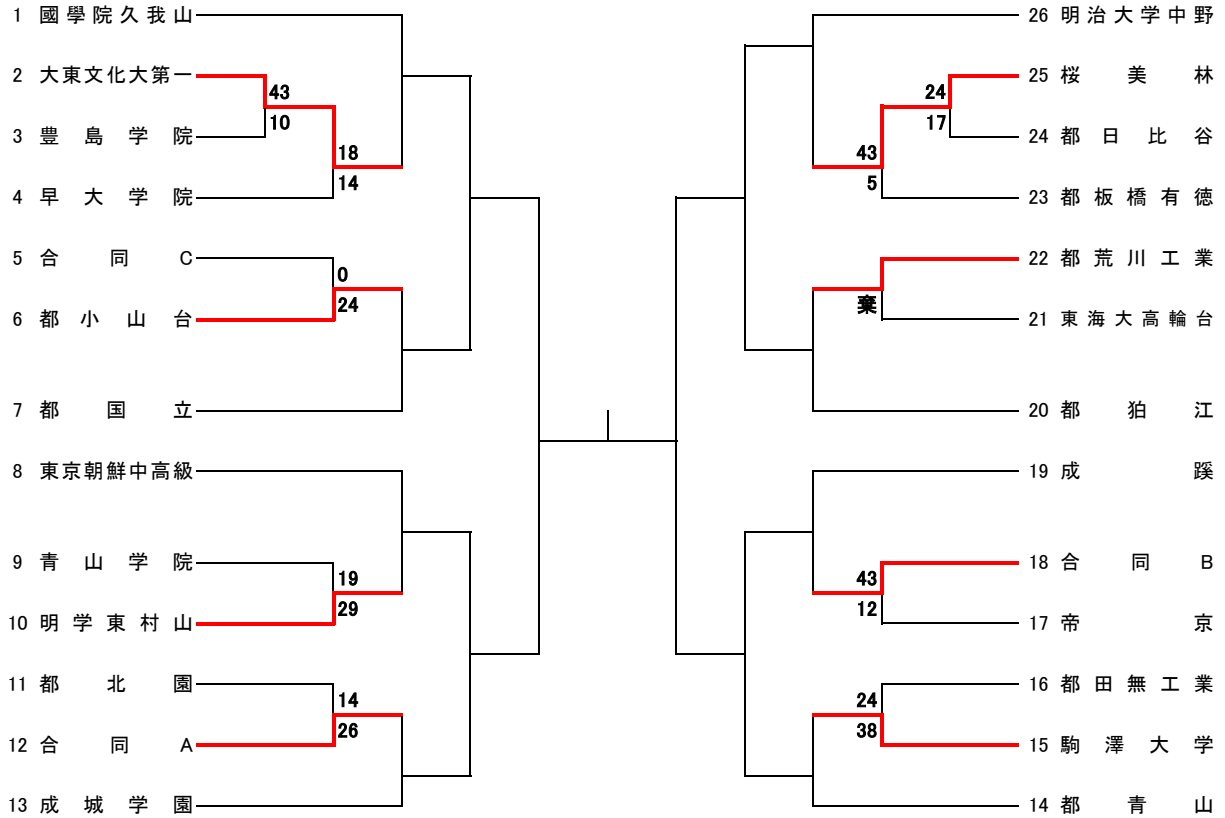 1 國學院久我山
2 大東文化大第一
43
10
3 豊島学院
18
14
4 早大学院
5 合同C
0
24
6 都小山台
7 都国立
8 東京朝鮮中高級
9 青山学院
19
29
10 明学東村山
11 都北園
14
26
12 合同A
13 成城学園
26 明治大学中野
25 桜美林
24
17
24 都日比谷
43
5
23 都板橋有徳
22 都荒川工業
棄
21 東海大高輪台
20 都狛江
19 成蹊
18 合同B
43
12
17 帝京
16 都田無工業
24
38
15 駒澤大学
14 都青山